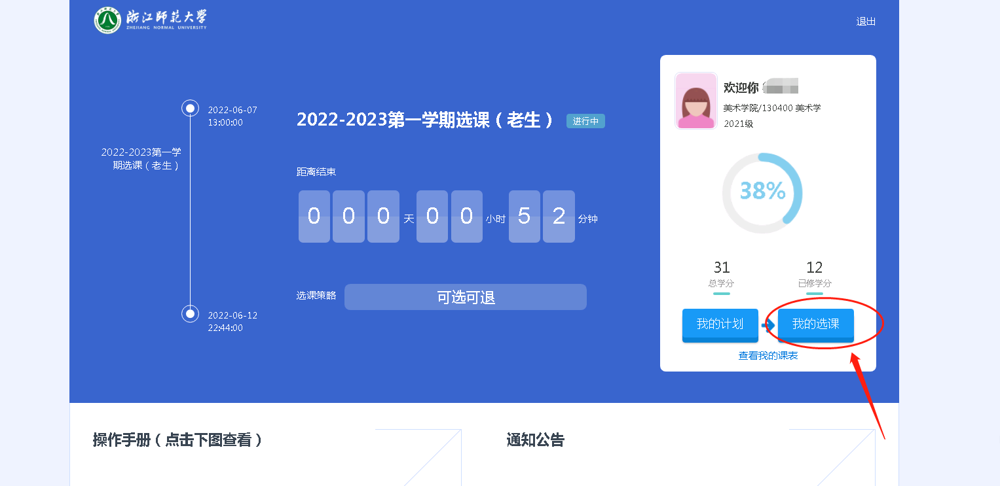 浙江师范大学
ZHEJIANG NORMAL UNIVERSITY
退出
2022-06-07
13:00:00
2022-2023第一学
期选课（老生）
2022-06-12
22:44:00
2022-2023第一学期选课（老生） 进行中
距离结束
0 0 0 天 0 0 小时 5 2 分钟
选课策略 可选可退
欢迎你
美术学院/130400 美术学
2021级
38%
31 12
总学分 已修学分
我的计划 我的选课
查看我的课表
操作手册（点击下图查看） 通知公告